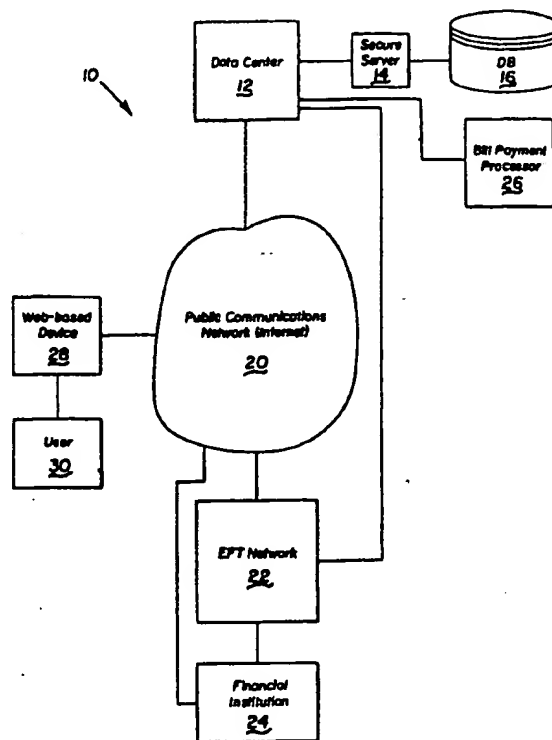 10
Data Center
12
Secure
Server
14
DB
16
Bill Payment
Processor
26
Public Communications
Network (Internet)
20
Web-based
Device
28
User
30
EFT Network
22
Financial
Institution
24